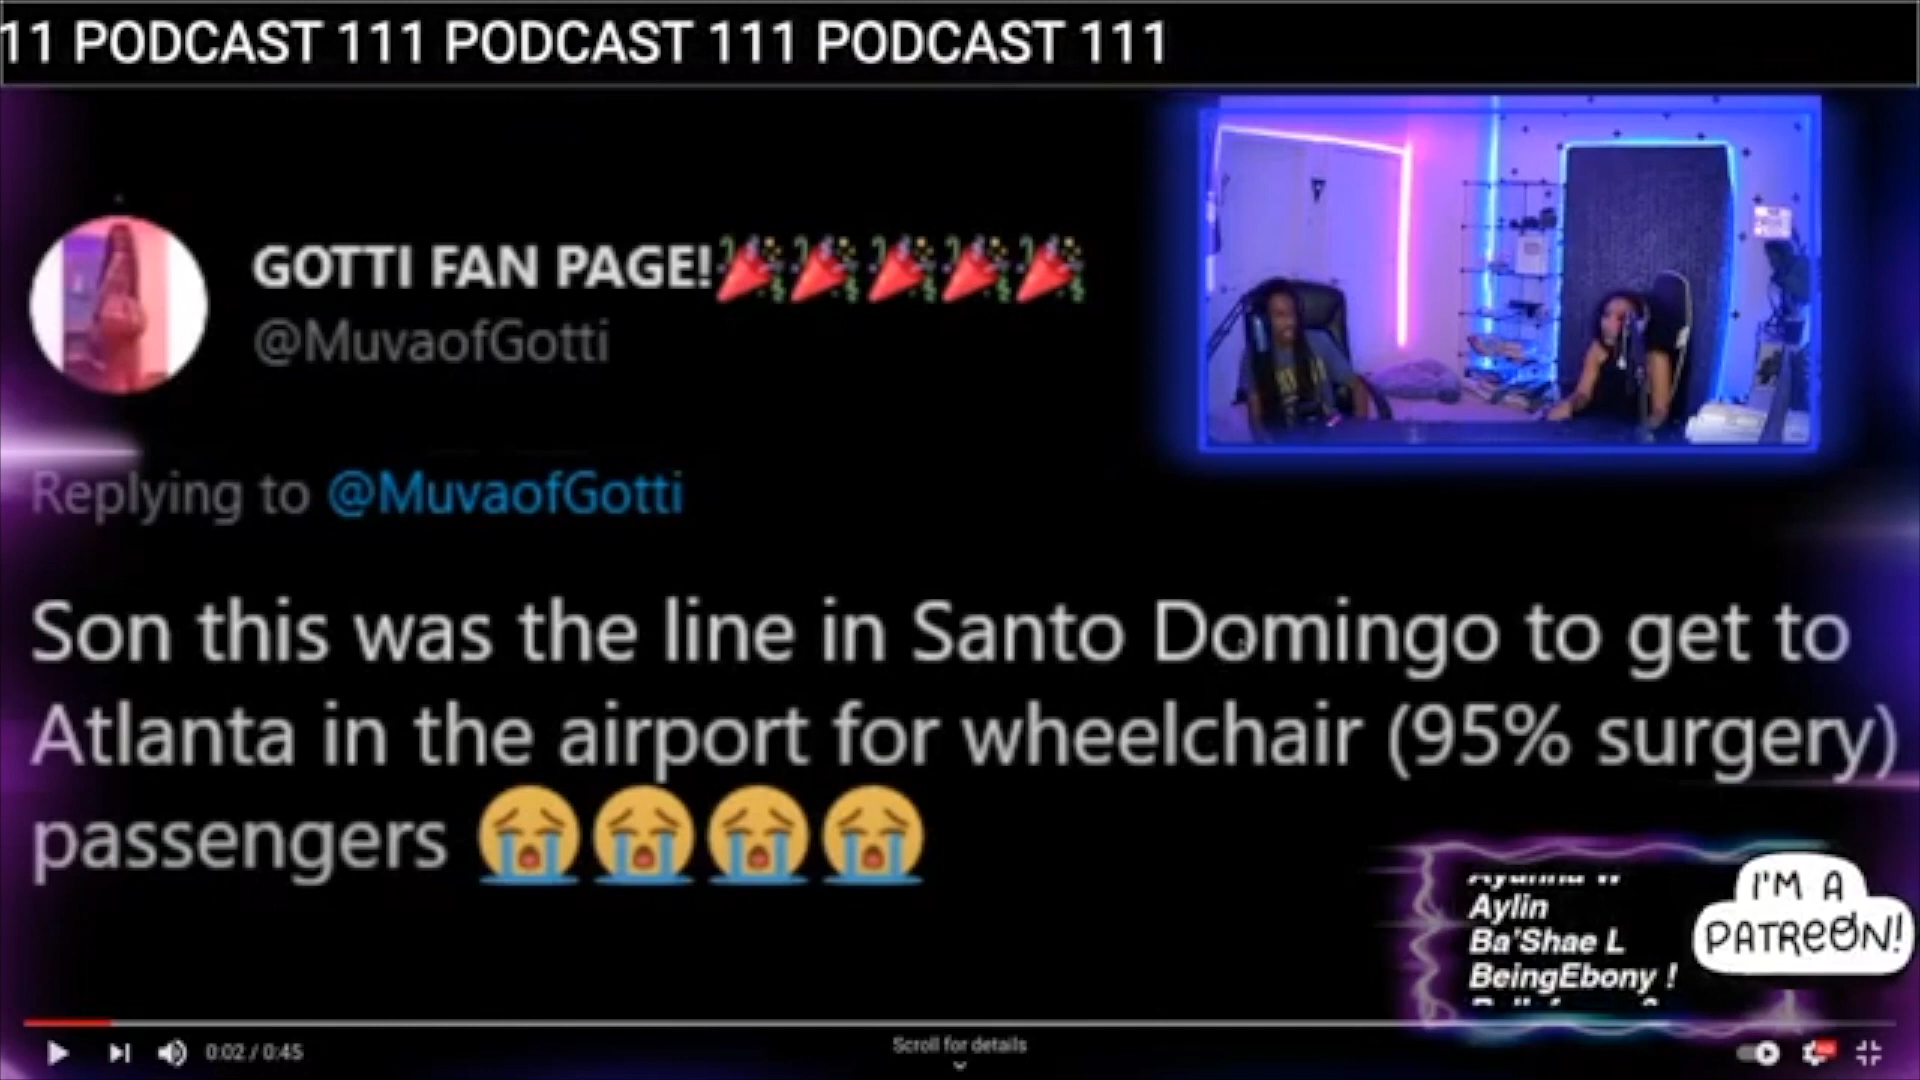 11 PODCAST 111 PODCAST 111 PODCAST 111
GOTTI FAN PAGE!🎉🎉🎉🎉🎉
@MuvaofGotti
Replying to @MuvaofGotti
Son this was the line in Santo Domingo to get to
Atlanta in the airport for wheelchair (95% surgery)
passengers 😭😭😭😭
Aylin
Ba'Shae L
BeingEbony !
I'M A
PATREON!
0:02 / 0:45
Scroll for details